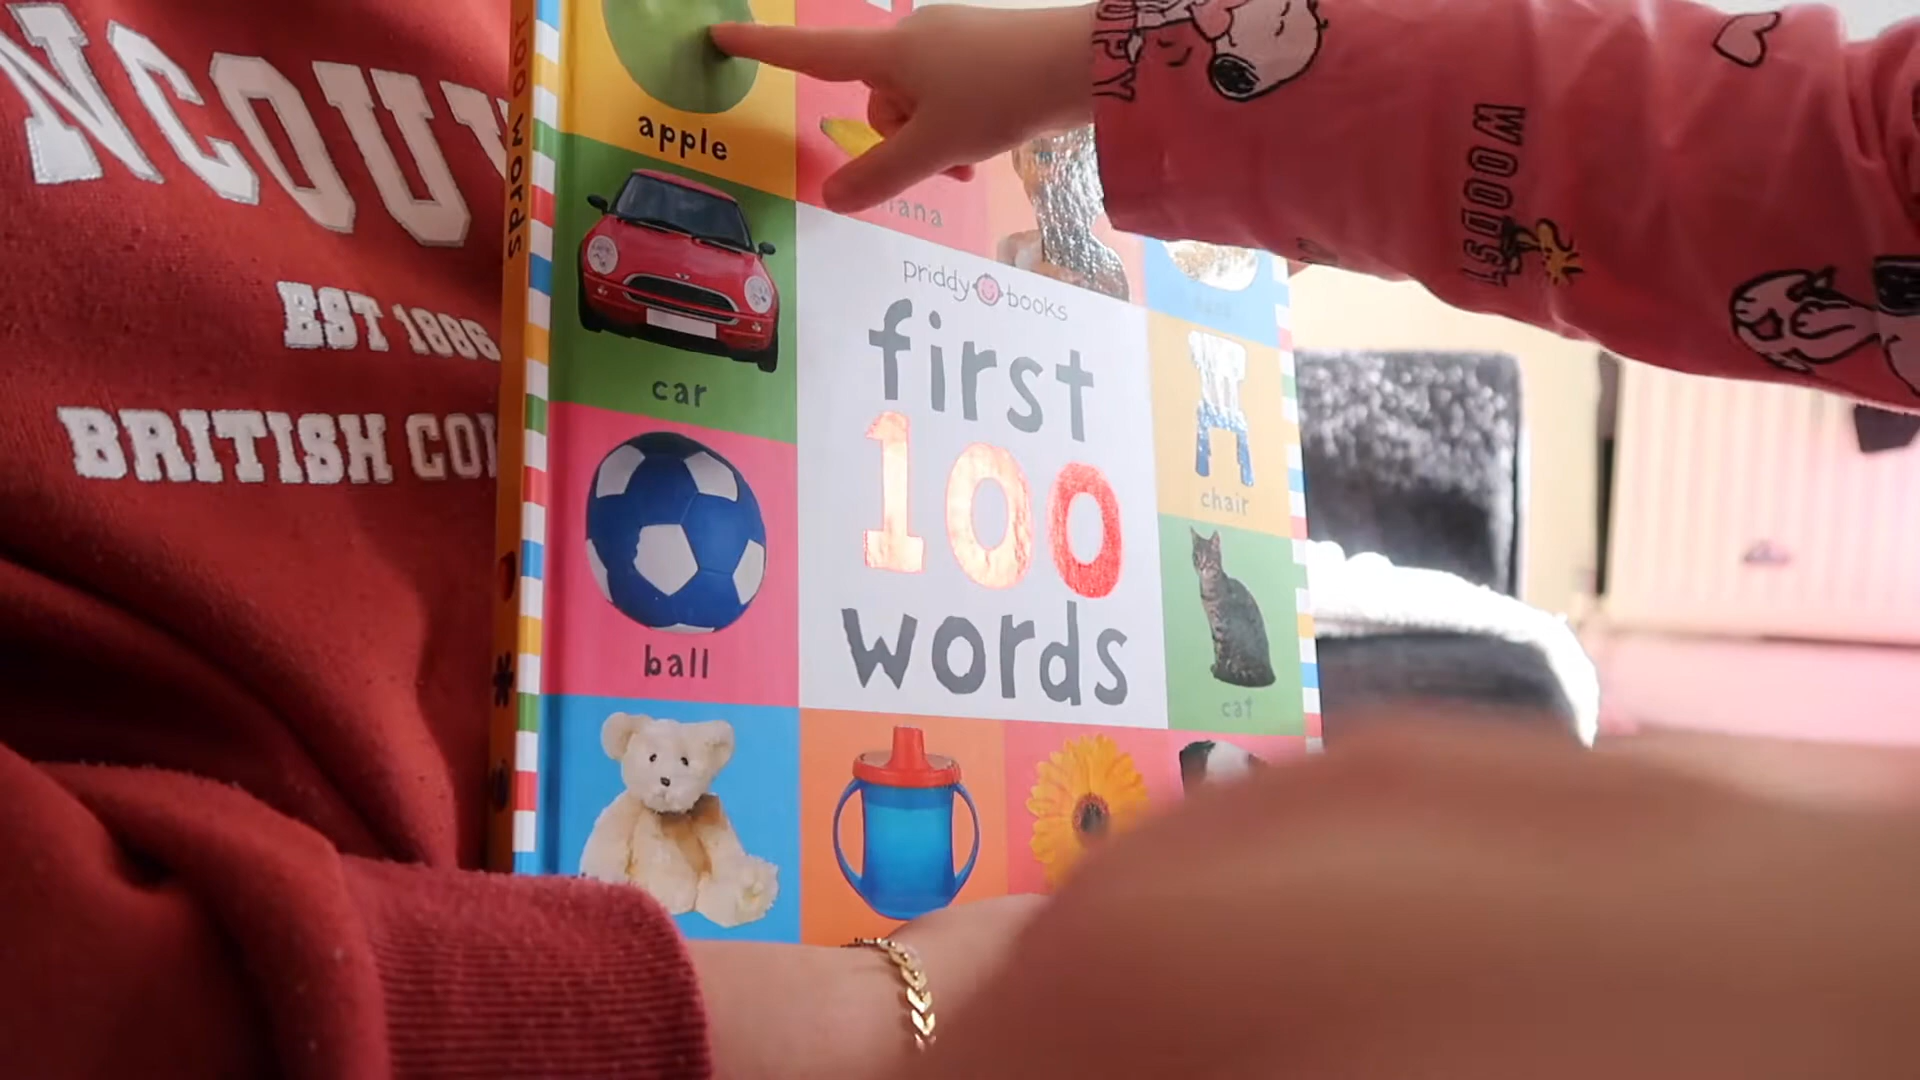 NCOUV
EST 1886
BRITISH CO
100 words
apple
car
ball
priddy books
first
100
words
chair
cat
WOODST